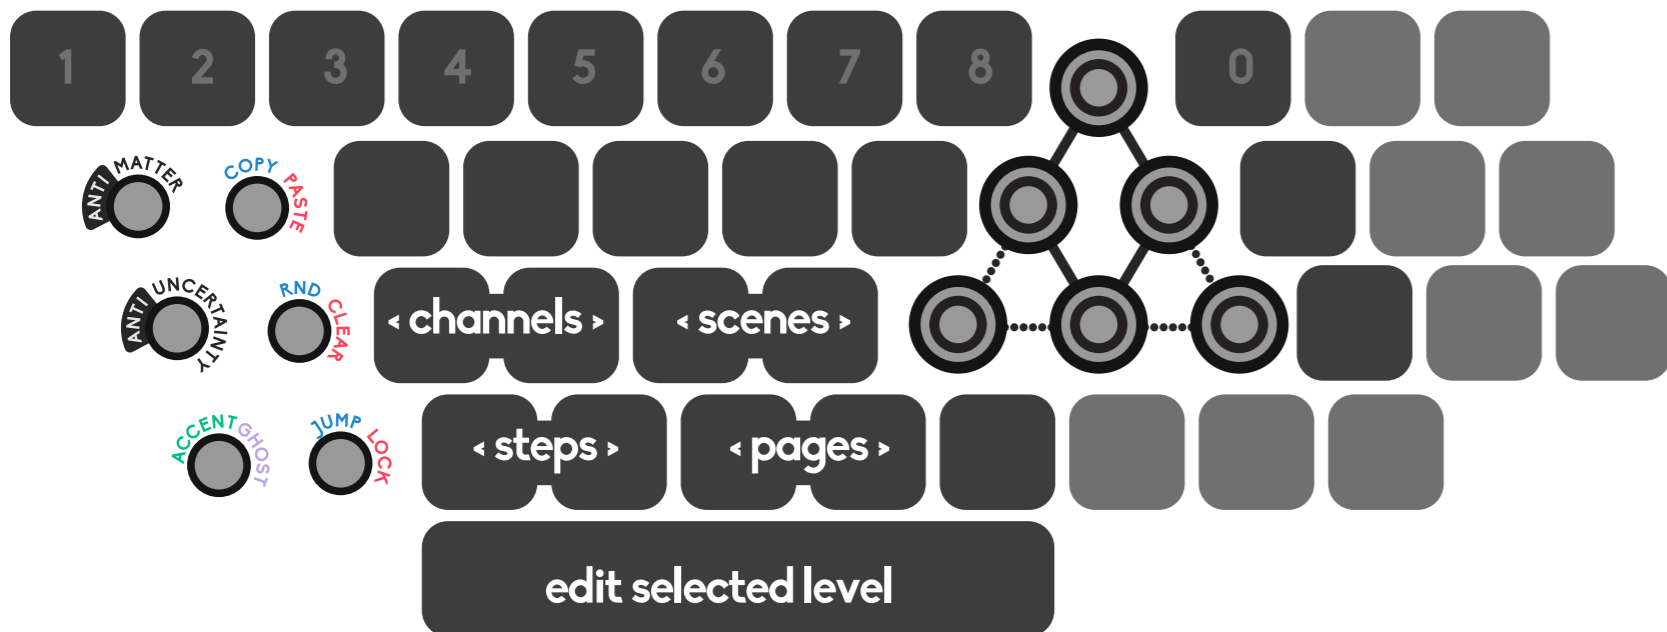 1 2 3 4 5 6 7 8 0
ANTI MATTER COPY PASTE
ANTI UNCERTAINTY RND CLEAR ‹ channels › ‹ scenes ›
ACCENT GHOST JUMP LOCK ‹ steps › ‹ pages ›
edit selected level